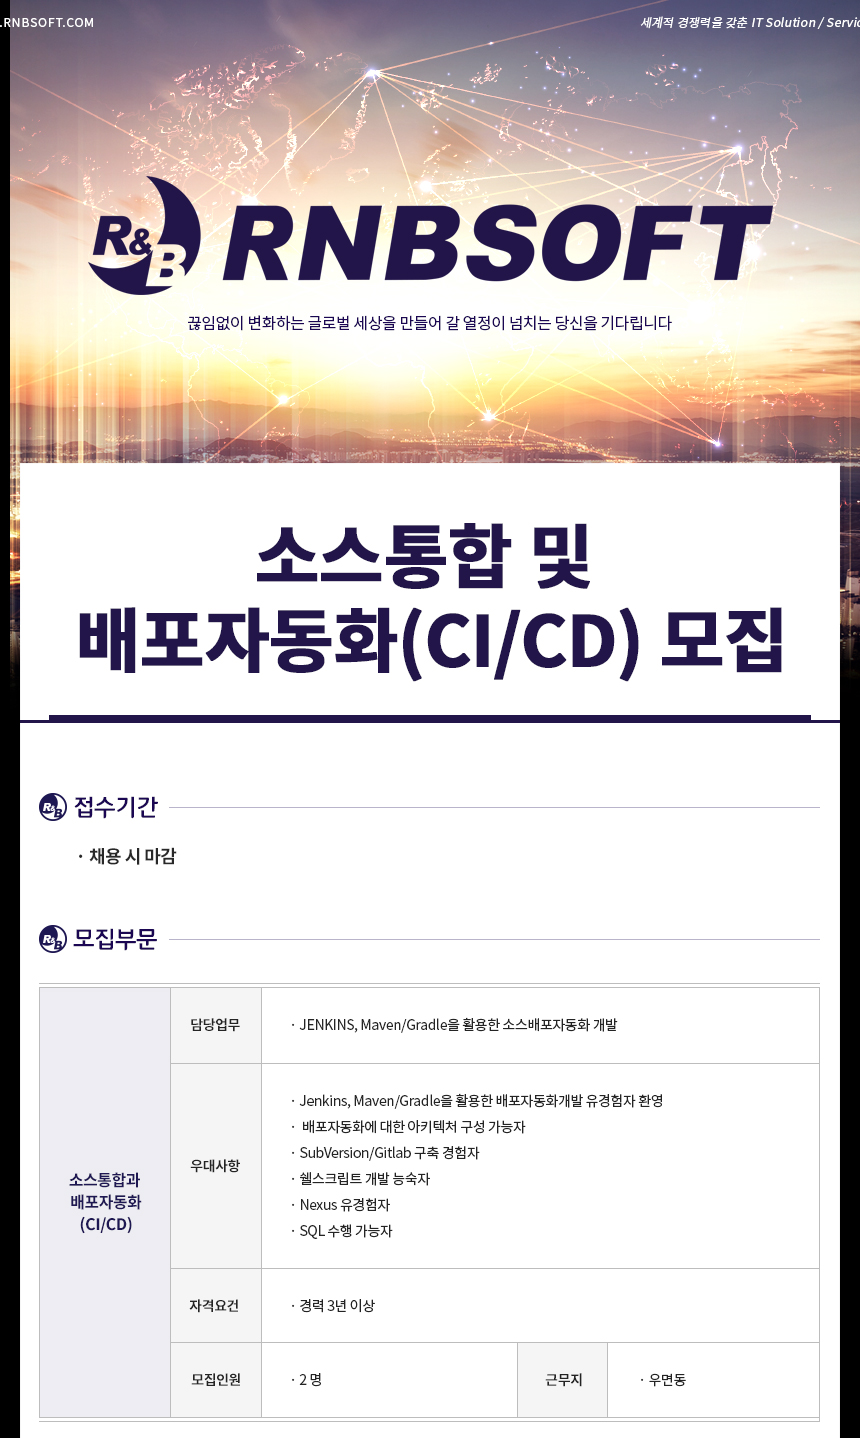 .RNBSOFT.COM
세계적 경쟁력을 갖춘 IT Solution / Servic
R&B RNBSOFT
끊임없이 변화하는 글로벌 세상을 만들어 갈 열정이 넘치는 당신을 기다립니다
소스통합 및
배포자동화(CI/CD) 모집
R&B 접수기간
· 채용 시 마감
R&B 모집부문
소스통합과
배포자동화
(CI/CD)
담당업무
· JENKINS, Maven/Gradle을 활용한 소스배포자동화 개발
우대사항
· Jenkins, Maven/Gradle을 활용한 배포자동화개발 유경험자 환영
· 배포자동화에 대한 아키텍처 구성 가능자
· SubVersion/Gitlab 구축 경험자
· 쉘스크립트 개발 능숙자
· Nexus 유경험자
· SQL 수행 가능자
자격요건
· 경력 3년 이상
모집인원
· 2 명
근무지
· 우면동